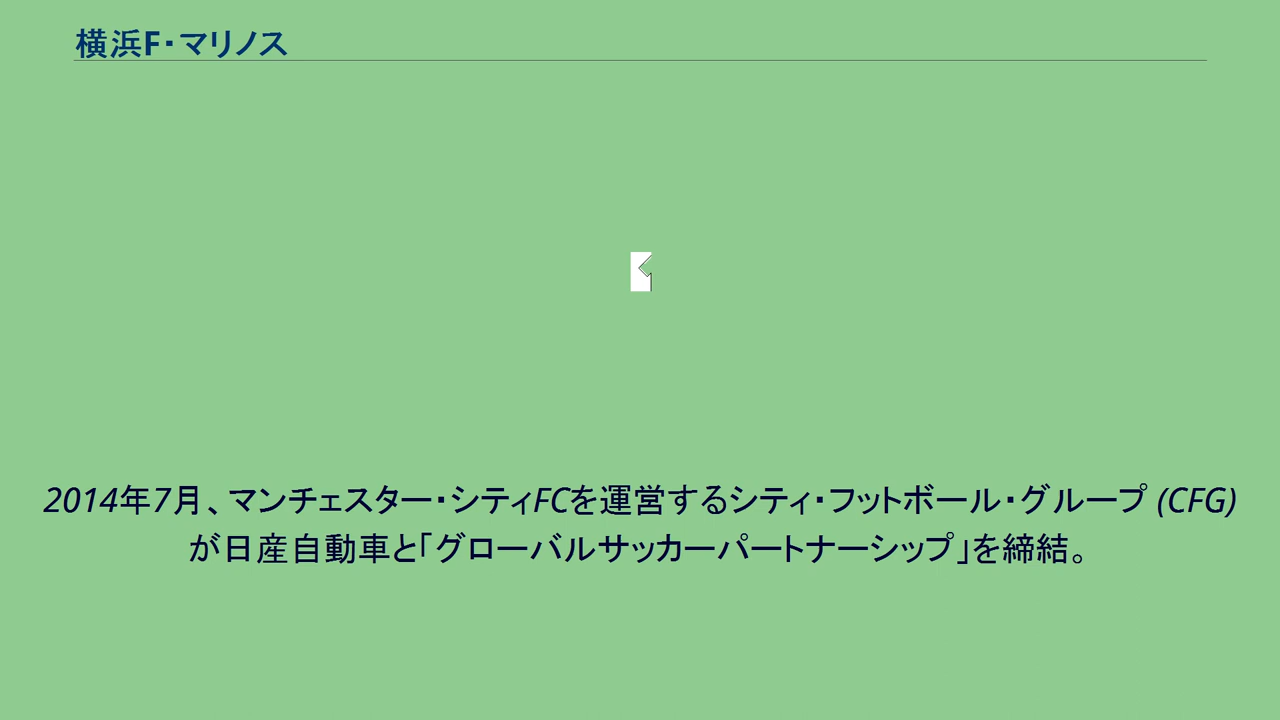 横浜F・マリノス
2014年7月、マンチェスター・シティFCを運営するシティ・フットボール・グループ (CFG)
が日産自動車と「グローバルサッカーパートナーシップ」を締結。